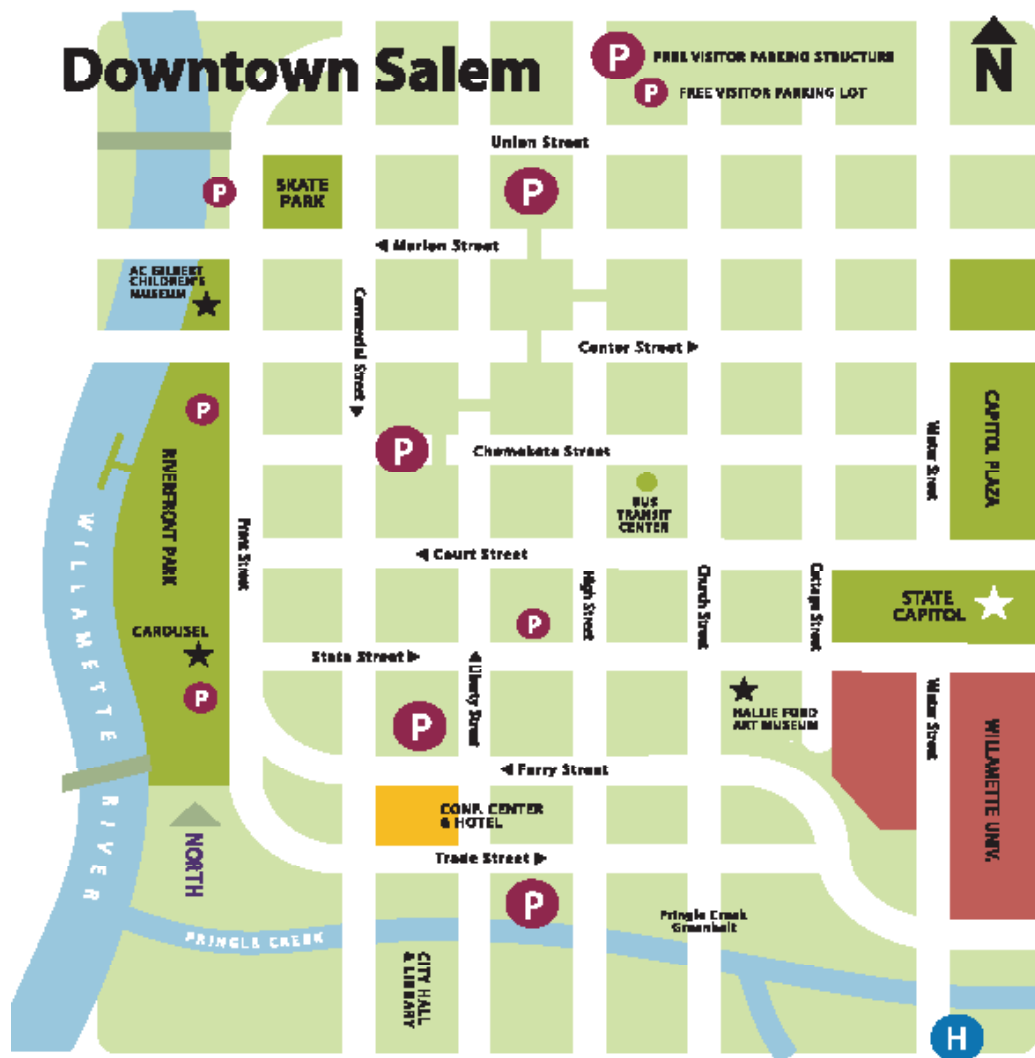 Downtown Salem
P FREE VISITOR PARKING STRUCTURE
P FREE VISITOR PARKING LOT
N
Union Street
P
SKATE
PARK
P
Marion Street
AC GILBERT
CHILDREN'S
MUSEUM
Commercial Street
Center Street
P
P
Chemeketa Street
Water Street
CAPITOL PLAZA
RIVERFRONT PARK
BUS
TRANSIT
CENTER
WILLAMETTE RIVER
Front Street
Court Street
High Street
Church Street
Cottage Street
STATE
CAPITOL
P
CAROUSEL
State Street
Liberty Street
P
P
HALLIE FORD
ART MUSEUM
Water Street
WILLAMETTE UNIV.
Ferry Street
CONF. CENTER
& HOTEL
NORTH
Trade Street
P
Pringle Creek
Greenbelt
PRINGLE CREEK
CITY HALL
& LIBRARY
H